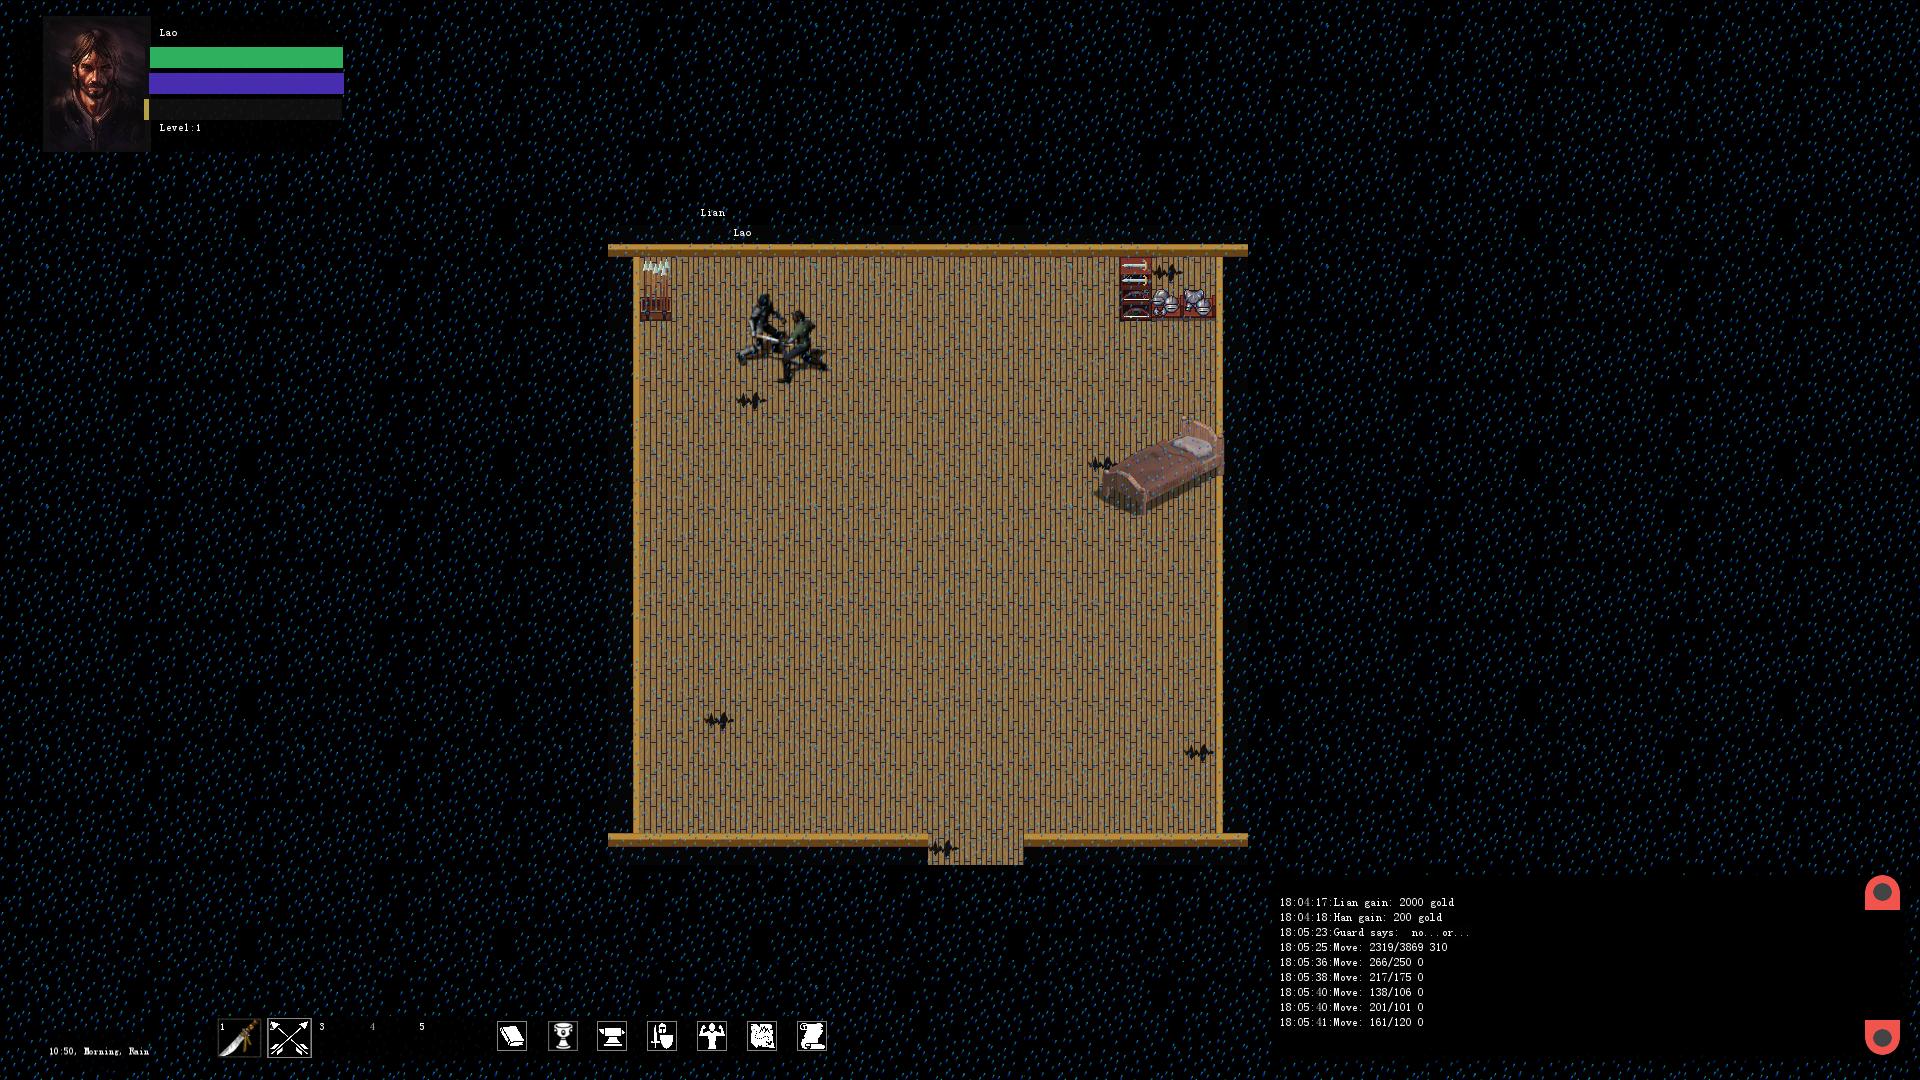 Lao
Level:1
Lian
Lao
18:04:17:Lian gain: 2000 gold
18:04:18:Han gain: 200 gold
18:05:23:Guard says:  no...or...
18:05:25:Move: 2319/3869 310
18:05:36:Move: 266/250 0
18:05:38:Move: 217/175 0
18:05:40:Move: 138/106 0
18:05:40:Move: 201/101 0
18:05:41:Move: 161/120 0
1 2 3 4 5
10:50, Morning, Rain